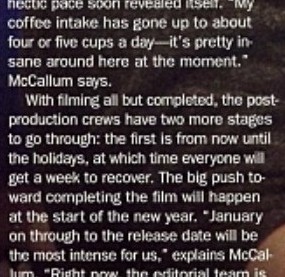 hectic pace soon revealed itself. "My
coffee intake has gone up to about
four or five cups a day—it's pretty in-
sane around here at the moment."
McCallum says.
With filming all but completed, the post-
production crews have two more stages
to go through: the first is from now until
the holidays, at which time everyone will
get a week to recover. The big push to-
ward completing the film will happen
at the start of the new year. "January
on through to the release date will be
the most intense for us," explains McCal-
lum. "Right now, the editorial team is